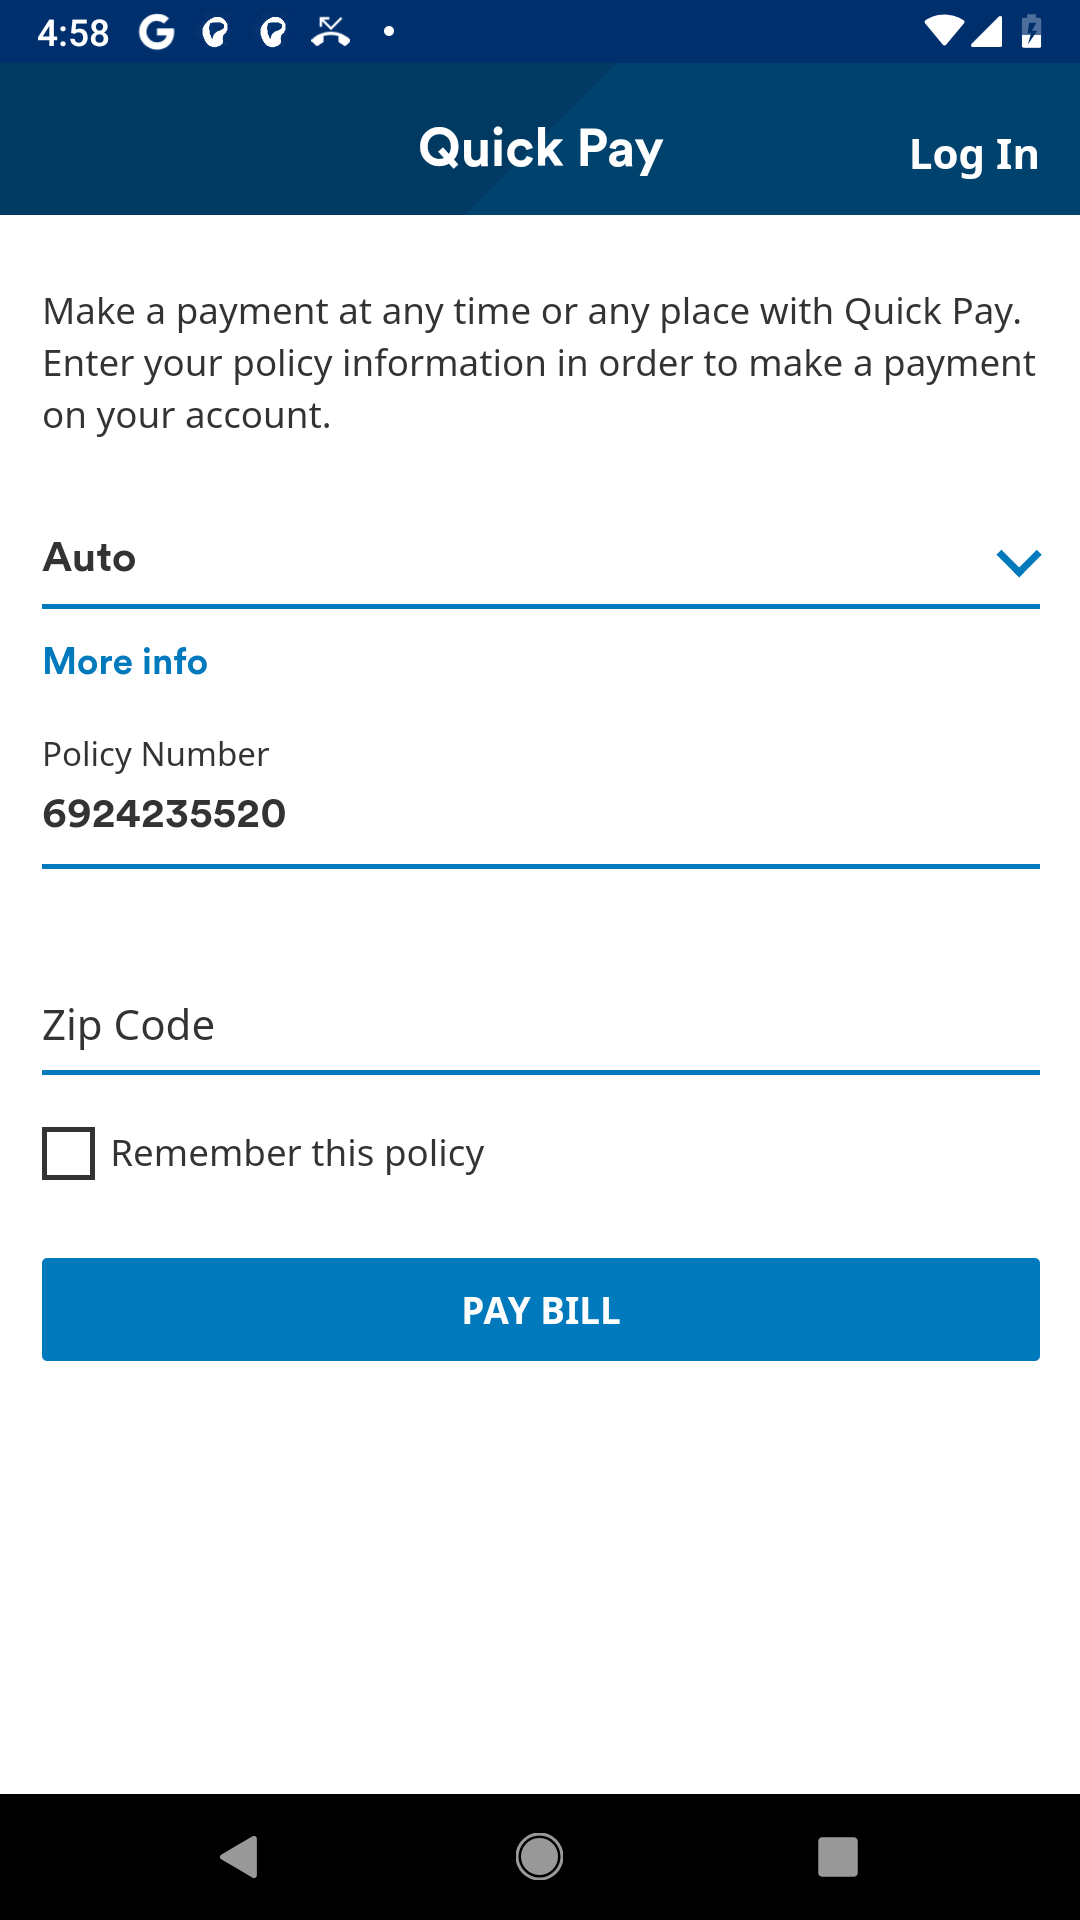 4:58
Quick Pay
Log In
Make a payment at any time or any place with Quick Pay.
Enter your policy information in order to make a payment
on your account.
Auto
More info
Policy Number
6924235520
Zip Code
Remember this policy
PAY BILL